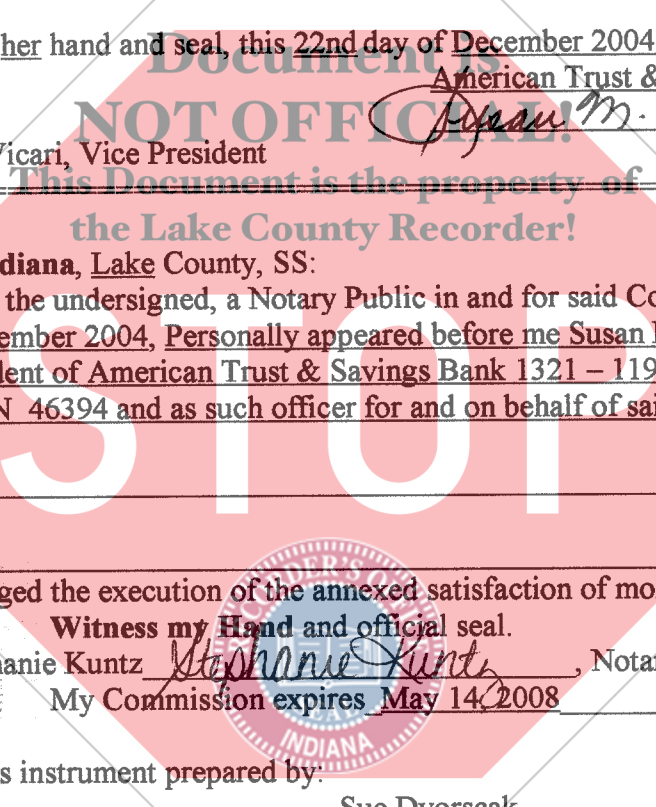 her hand and seal, this 22nd day of December 2004
Document is
American Trust &
NOT OFFICIAL!
Susan M.
Vicari, Vice President
This Document is the property of
the Lake County Recorder!
diana, Lake County, SS:
the undersigned, a Notary Public in and for said Co
ember 2004, Personally appeared before me Susan
dent of American Trust & Savings Bank 1321 – 119
N 46394 and as such officer for and on behalf of sai
STOP
ged the execution of the annexed satisfaction of mo
Witness my Hand and official seal.
hanie Kuntz Stephanie Kuntz, Nota
My Commission expires May 14, 2008
SEAL
INDIANA
s instrument prepared by:
Sue Dvorscak